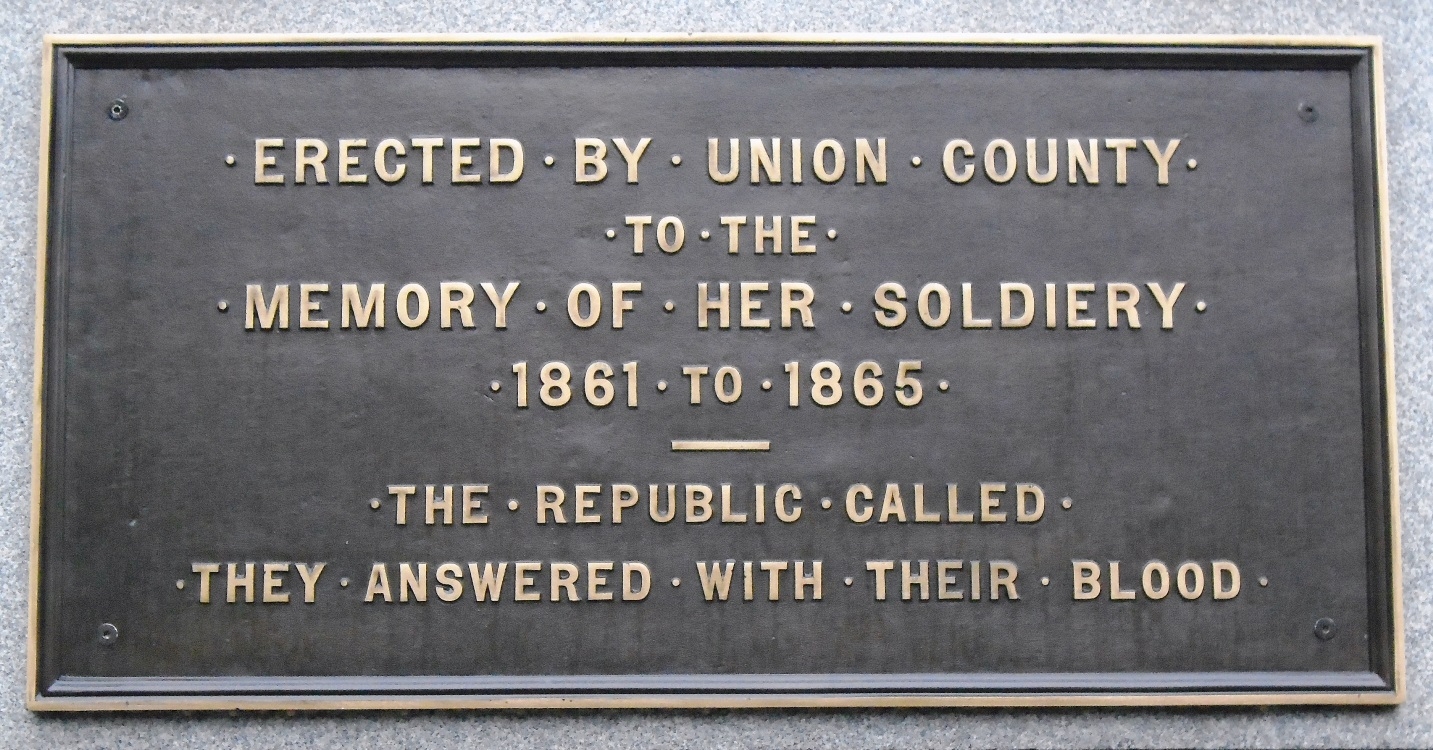 · ERECTED · BY · UNION · COUNTY ·
· TO · THE ·
· MEMORY · OF · HER · SOLDIERY ·
· 1861 · TO · 1865 ·
· THE · REPUBLIC · CALLED ·
· THEY · ANSWERED · WITH · THEIR · BLOOD ·